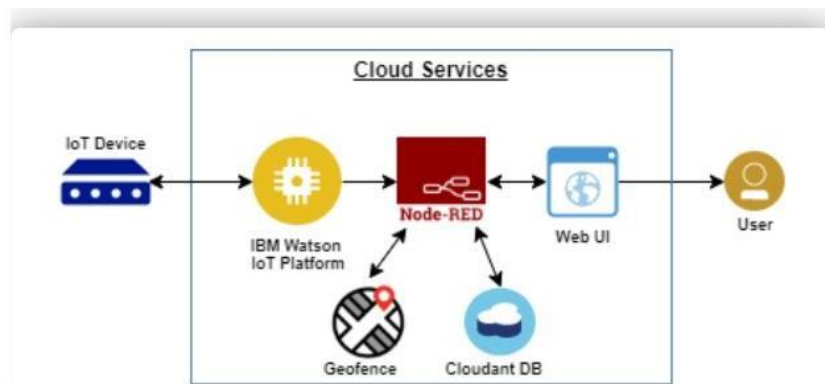 Cloud Services
IoT Device
Node-RED
IBM Watson
IoT Platform
Web UI
User
Geofence
Cloudant DB